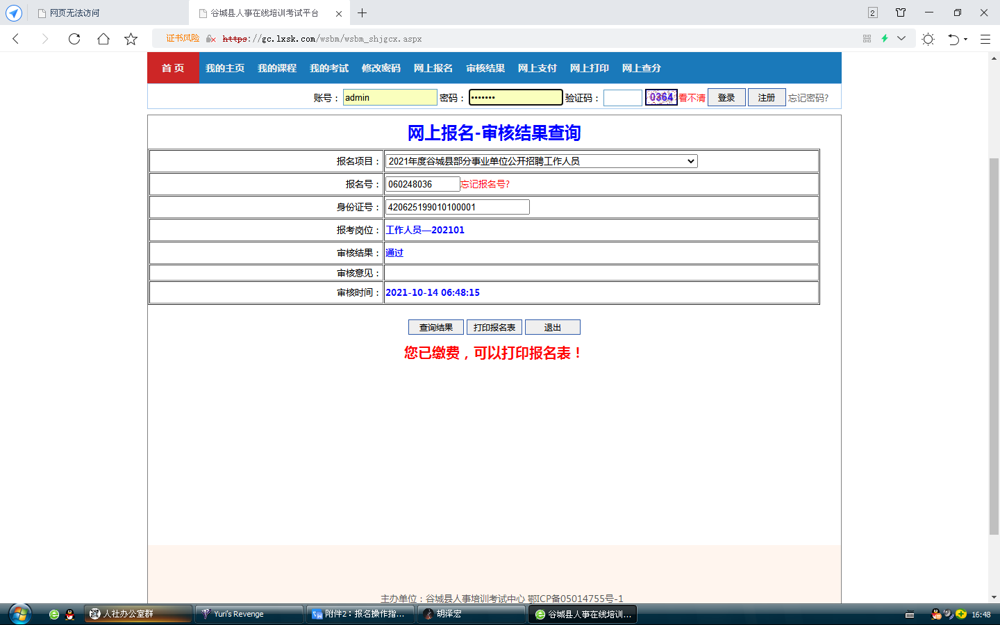 网页无法访问
谷城县人事在线培训考试平台
2
证书风险
https://gc.lxsk.com/wsbm/wsbm_shjgcx.aspx
首 页 我的主页 我的课程 我的考试 修改密码 网上报名 审核结果 网上支付 网上打印 网上查分
账号： admin 密码： ••••••• 验证码： 0364 看不清 登录 注册 忘记密码?
网上报名-审核结果查询
报名项目： 2021年度谷城县部分事业单位公开招聘工作人员
报名号： 060248036 忘记报名号?
身份证号： 420625199010100001
报考岗位： 工作人员—202101
审核结果： 通过
审核意见：
审核时间： 2021-10-14 06:48:15
查询结果 打印报名表 退出
您已缴费，可以打印报名表！
主办单位：谷城县人事培训考试中心 鄂ICP备05014755号-1
人社办公室群 Yuri's Revenge 附件2：报名操作指... 胡泽宏 谷城县人事在线培训... 16:48